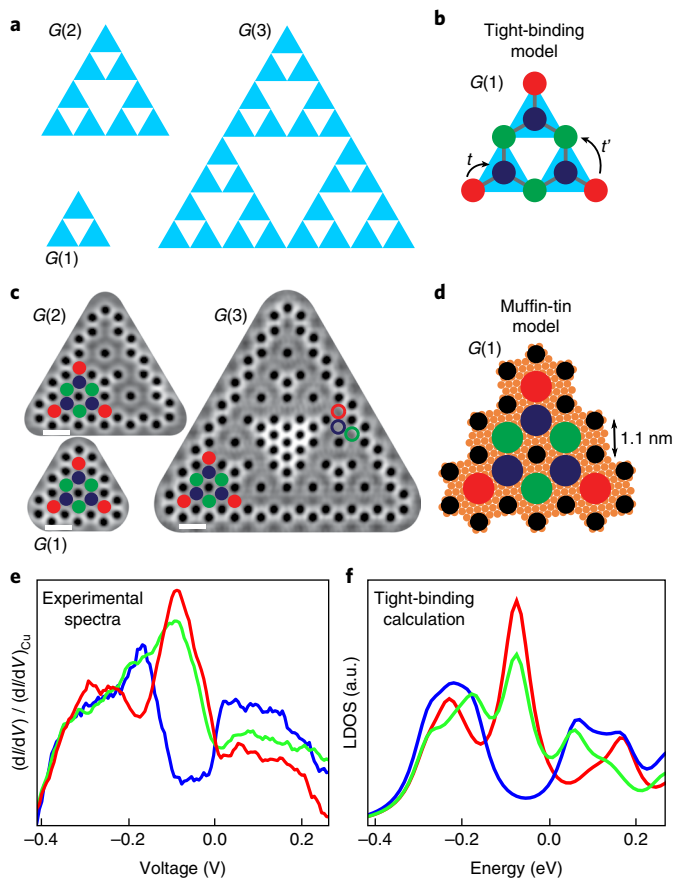 a
G(2)
G(3)
G(1)
b
Tight-binding
model
G(1)
t
t'
c
G(2)
G(3)
G(1)
d
Muffin-tin
model
G(1)
1.1 nm
e
Experimental
spectra
(dI/dV) / (dI/dV)Cu
−0.4
−0.2
0.0
0.2
Voltage (V)
f
Tight-binding
calculation
LDOS (a.u.)
−0.4
−0.2
0.0
0.2
Energy (eV)